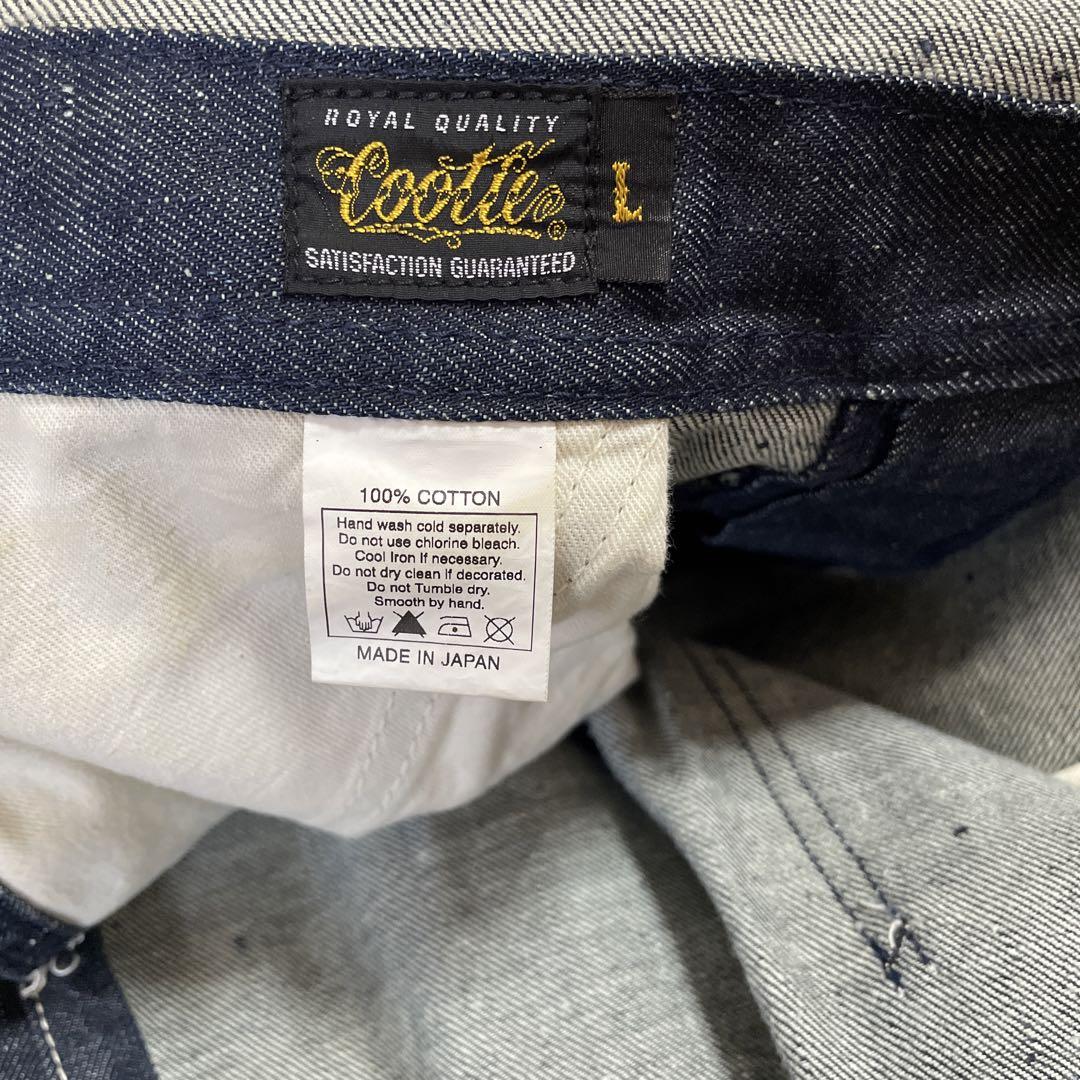 ROYAL QUALITY
Cootie ®
L
SATISFACTION GUARANTEED
100% COTTON
Hand wash cold separately.
Do not use chlorine bleach.
Cool Iron If necessary.
Do not dry clean if decorated.
Do not Tumble dry.
Smooth by hand.
MADE IN JAPAN